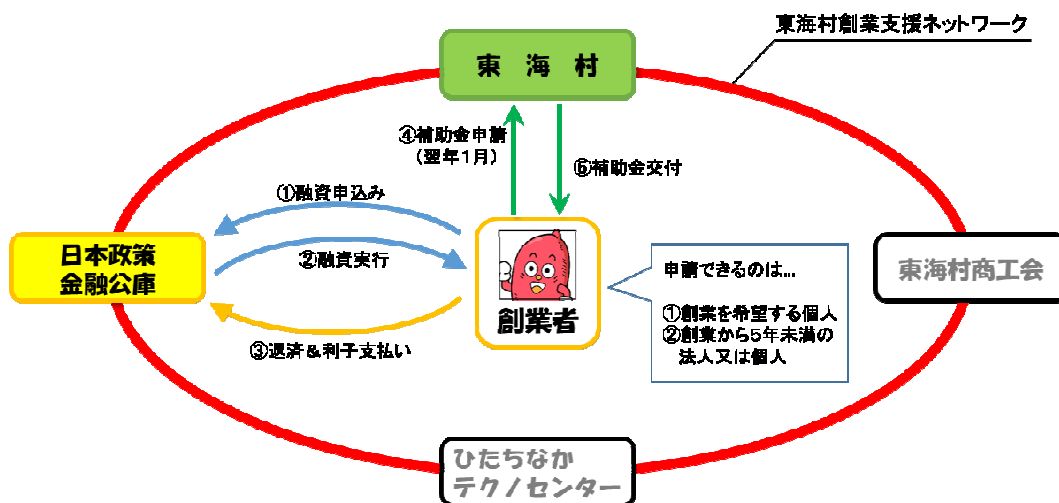 東海村創業支援ネットワーク
東 海 村
④補助金申請
(翌年1月)
⑤補助金交付
①融資申込み
日本政策
金融公庫
②融資実行
創業者
③返済&利子支払い
申請できるのは...
①創業を希望する個人
②創業から5年未満の
法人又は個人
東海村商工会
ひたちなか
テクノセンター